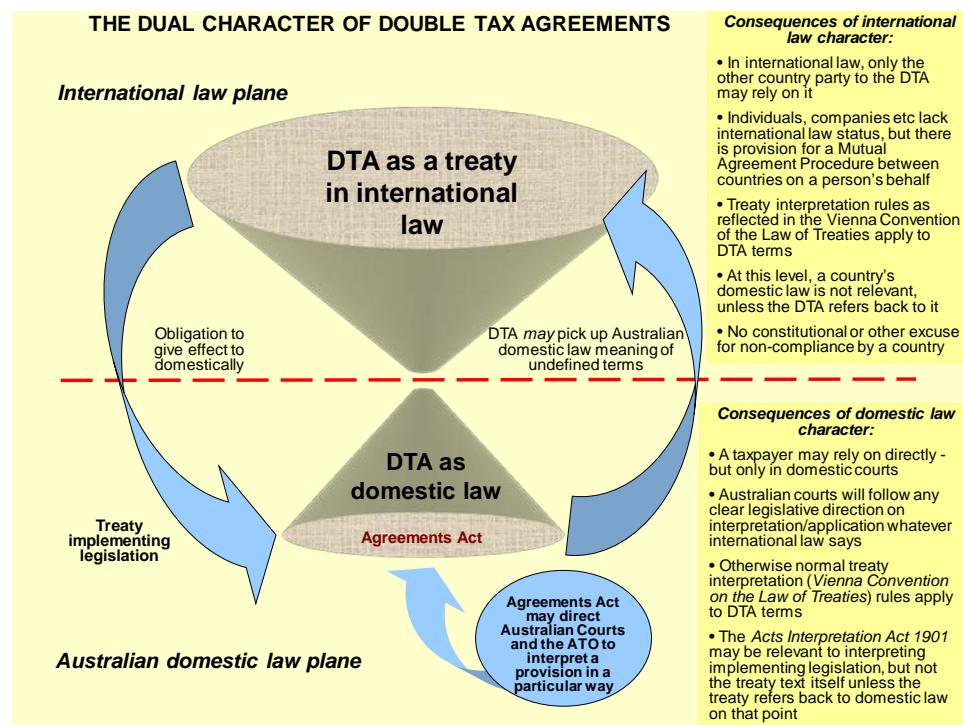 THE DUAL CHARACTER OF DOUBLE TAX AGREEMENTS
International law plane
DTA as a treaty
in international
law
Obligation to
give effect to
domestically
DTA may pick up Australian
domestic law meaning of
undefined terms
DTA as
domestic law
Agreements Act
Treaty
implementing
legislation
Agreements Act
may direct
Australian Courts
and the ATO to
interpret a
provision in a
particular way
Australian domestic law plane
Consequences of international
law character:
• In international law, only the
other country party to the DTA
may rely on it
• Individuals, companies etc lack
international law status, but there
is provision for a Mutual
Agreement Procedure between
countries on a person's behalf
• Treaty interpretation rules as
reflected in the Vienna Convention
of the Law of Treaties apply to
DTA terms
• At this level, a country's
domestic law is not relevant,
unless the DTA refers back to it
• No constitutional or other excuse
for non-compliance by a country
Consequences of domestic law
character:
• A taxpayer may rely on directly -
but only in domestic courts
• Australian courts will follow any
clear legislative direction on
interpretation/application whatever
international law says
• Otherwise normal treaty
interpretation (Vienna Convention
on the Law of Treaties) rules apply
to DTA terms
• The Acts Interpretation Act 1901
may be relevant to interpreting
implementing legislation, but not
the treaty text itself unless the
treaty refers back to domestic law
on that point